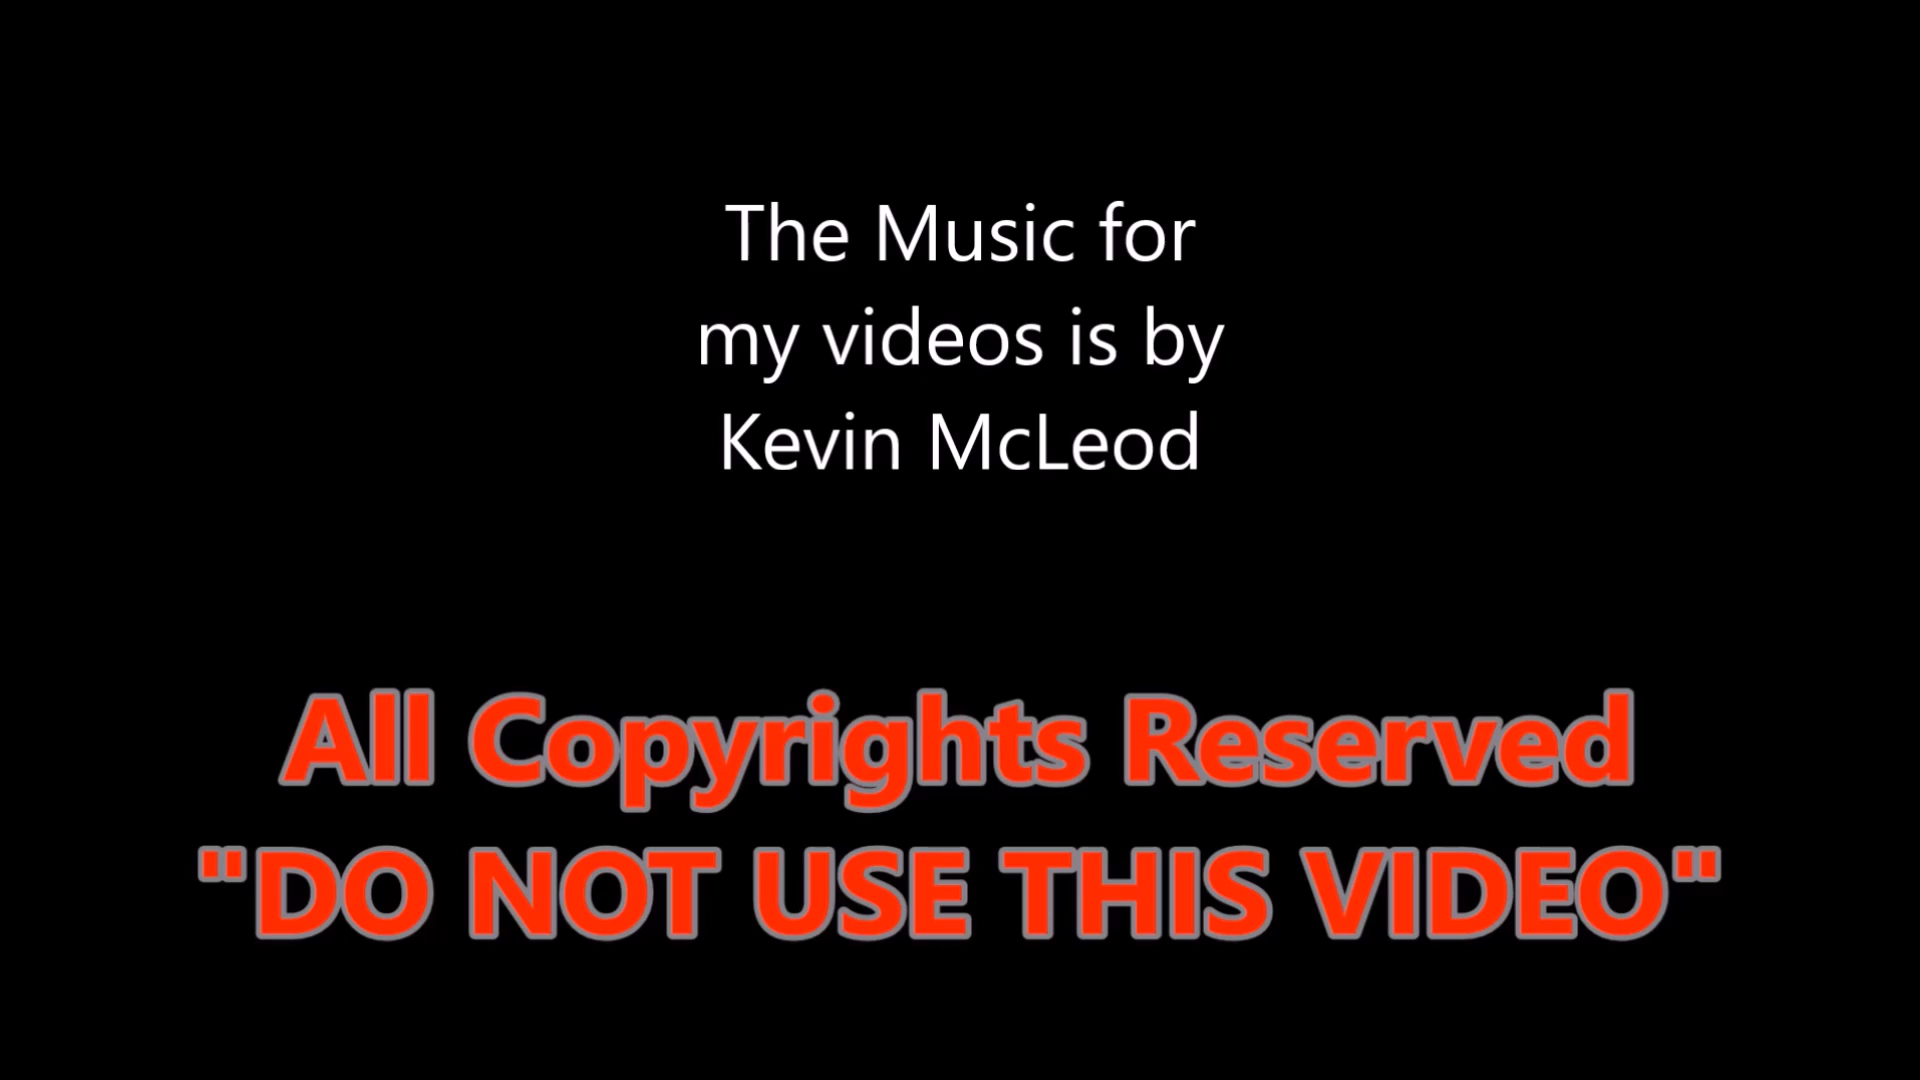 The Music for
my videos is by
Kevin McLeod
All Copyrights Reserved
"DO NOT USE THIS VIDEO"